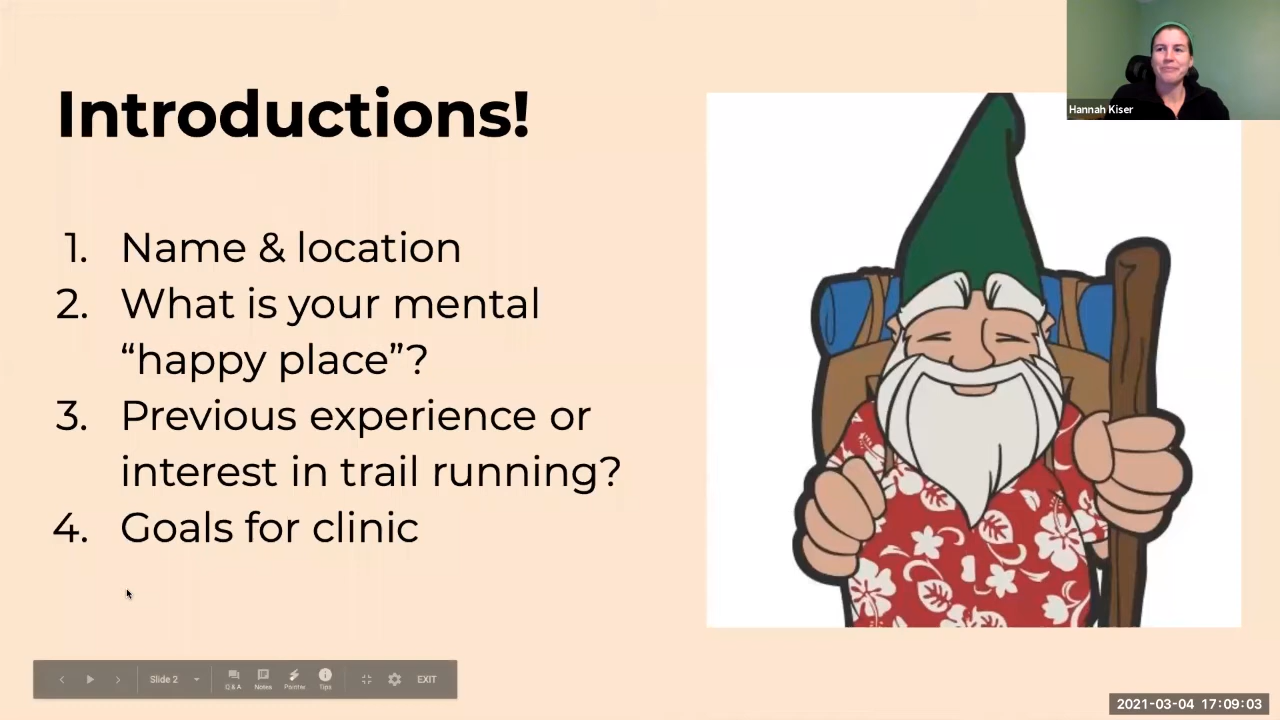 Hannah Kiser
Introductions!
1. Name & location
2. What is your mental
“happy place”?
3. Previous experience or
interest in trail running?
4. Goals for clinic
Slide 2
Q & A
Notes
Pointer
Tips
EXIT
2021-03-04 17:09:03